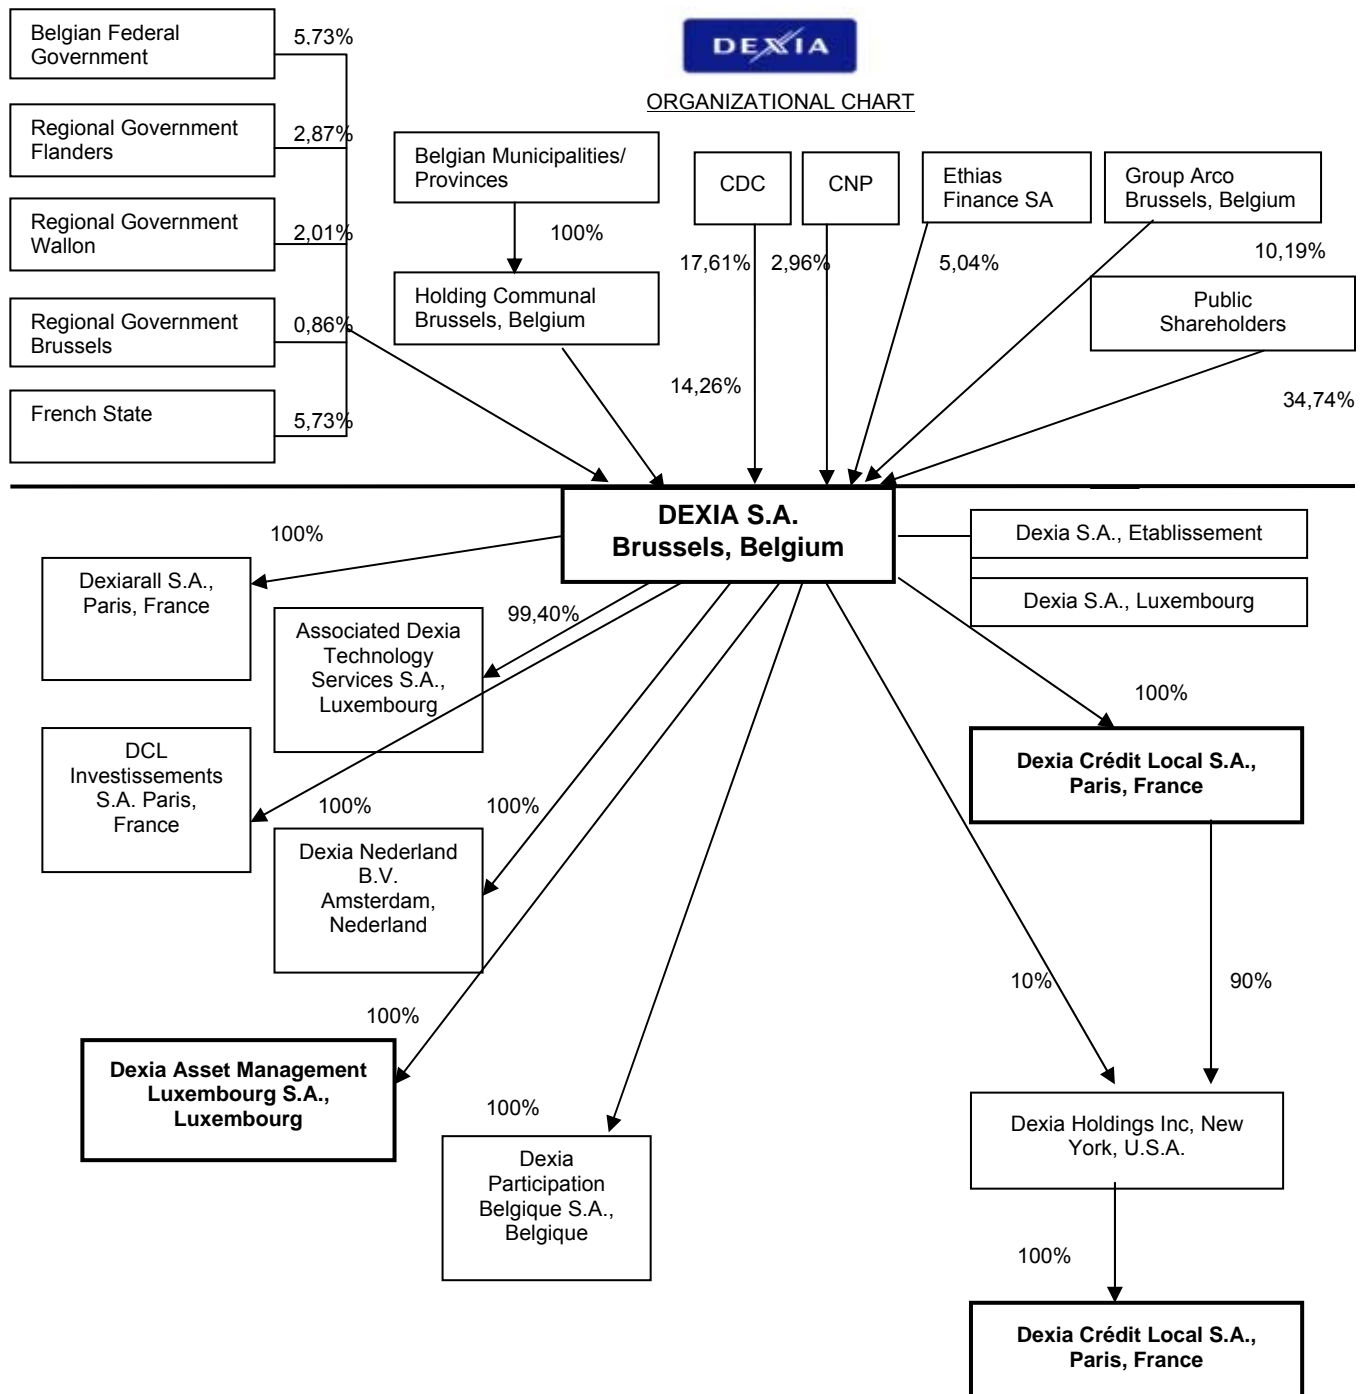 DEXIA
ORGANIZATIONAL CHART
Belgian Federal
Government
5,73%
Regional Government
Flanders
2,87%
Regional Government
Wallon
2,01%
Regional Government
Brussels
0,86%
French State
5,73%
Belgian Municipalities/
Provinces
100%
Holding Communal
Brussels, Belgium
14,26%
CDC
17,61%
CNP
2,96%
Ethias
Finance SA
5,04%
Group Arco
Brussels, Belgium
10,19%
Public
Shareholders
34,74%
DEXIA S.A.
Brussels, Belgium
Dexia S.A., Etablissement
Dexia S.A., Luxembourg
100%
Dexiarall S.A.,
Paris, France
99,40%
Associated Dexia
Technology
Services S.A.,
Luxembourg
DCL
Investissements
S.A. Paris,
France
100%
100%
Dexia Nederland
B.V.
Amsterdam,
Nederland
100%
Dexia Crédit Local S.A.,
Paris, France
10%
90%
100%
Dexia Asset Management
Luxembourg S.A.,
Luxembourg
100%
Dexia
Participation
Belgique S.A.,
Belgique
Dexia Holdings Inc, New
York, U.S.A.
100%
Dexia Crédit Local S.A.,
Paris, France